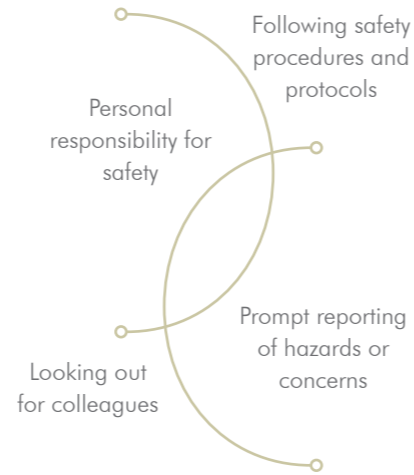 Following safety
procedures and
protocols
Personal
responsibility for
safety
Prompt reporting
of hazards or
concerns
Looking out
for colleagues